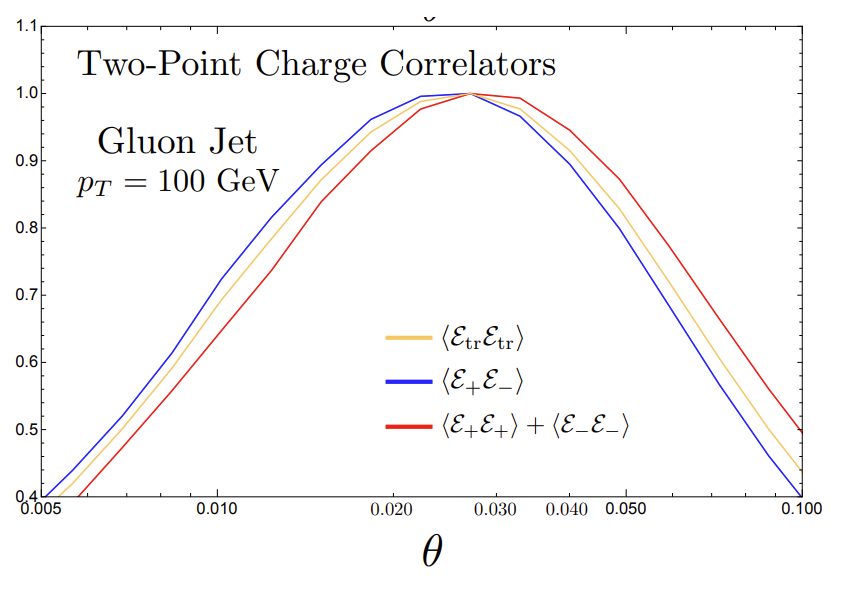 θ
1.1
Two-Point Charge Correlators
1.0
Gluon Jet
0.9
p_T = 100 GeV
0.8
0.7
⟨ℰ_tr ℰ_tr⟩
0.6
⟨ℰ_+ ℰ_−⟩
0.5
⟨ℰ_+ ℰ_+⟩ + ⟨ℰ_− ℰ_−⟩
0.4
0.005 0.010 0.020 0.030 0.040 0.050 0.100
θ